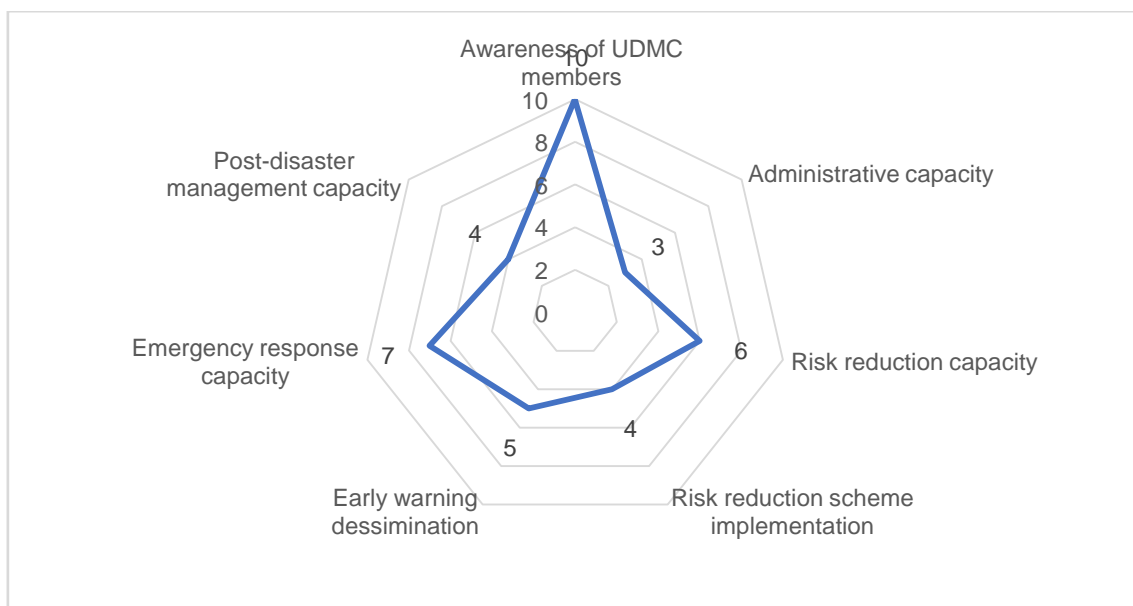 Awareness of UDMC
members
10
10
8
6
4
2
0
Administrative capacity
3
Risk reduction capacity
6
Risk reduction scheme
implementation
4
Early warning
dessimination
5
Emergency response
capacity
7
Post-disaster
management capacity
4